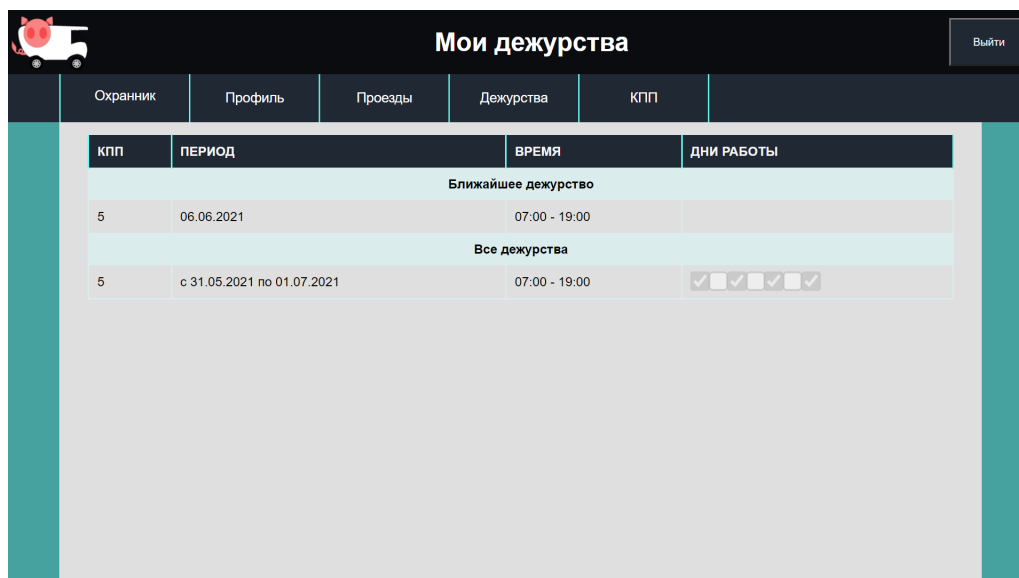 Мои дежурства
Выйти
Охранник Профиль Проезды Дежурства КПП
КПП ПЕРИОД ВРЕМЯ ДНИ РАБОТЫ
Ближайшее дежурство
5 06.06.2021 07:00 - 19:00
Все дежурства
5 с 31.05.2021 по 01.07.2021 07:00 - 19:00